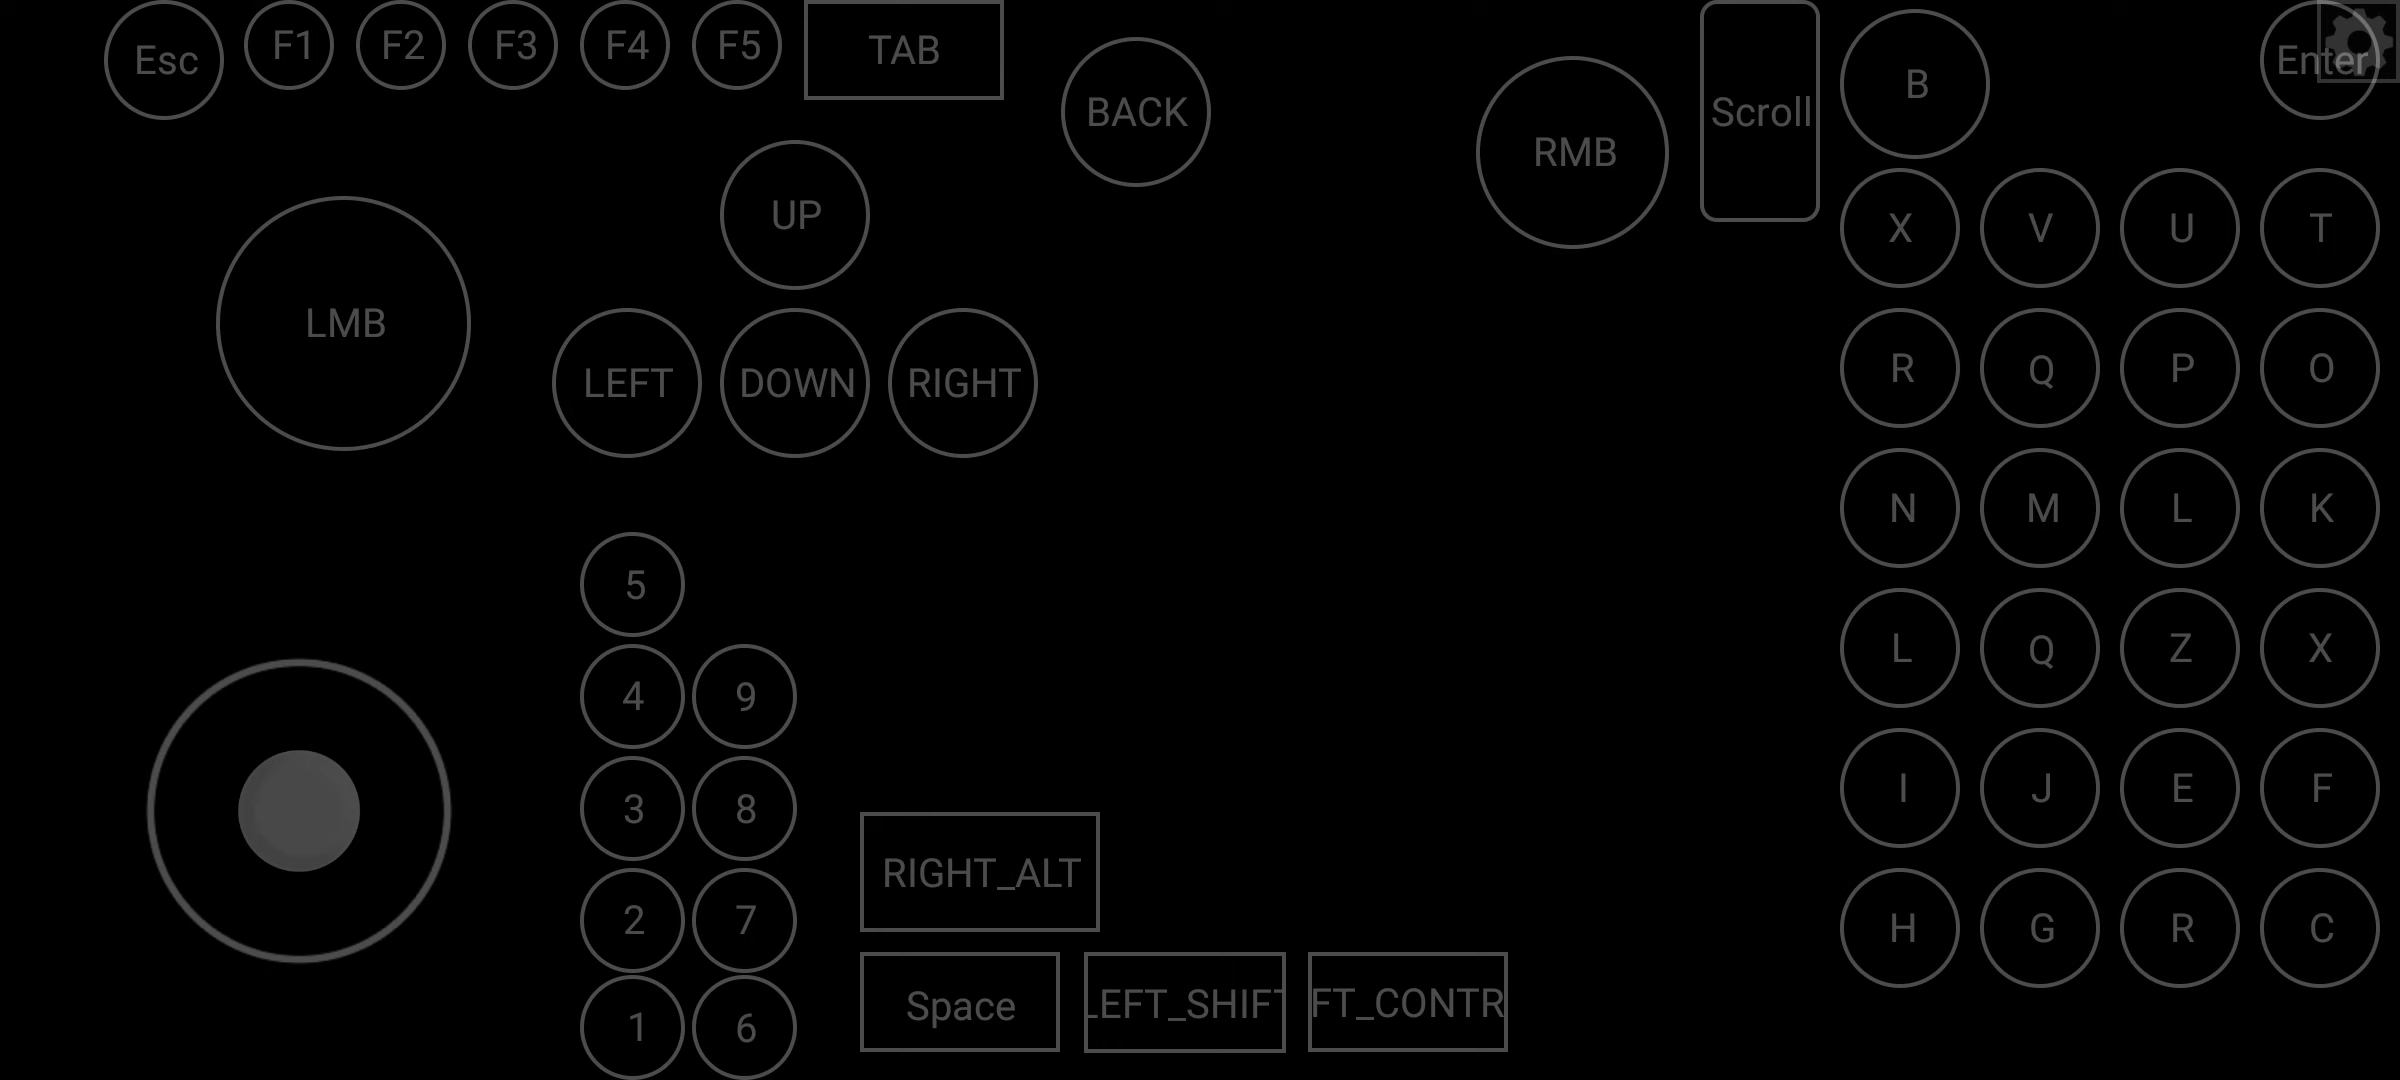 Esc
F1
F2
F3
F4
F5
TAB
BACK
RMB
Scroll
B
Enter
UP
LMB
LEFT
DOWN
RIGHT
X
V
U
T
R
Q
P
O
N
M
L
K
5
4
9
3
8
2
7
1
6
L
Q
Z
X
I
J
E
F
H
G
R
C
RIGHT_ALT
Space
LEFT_SHIFT
FT_CONTR